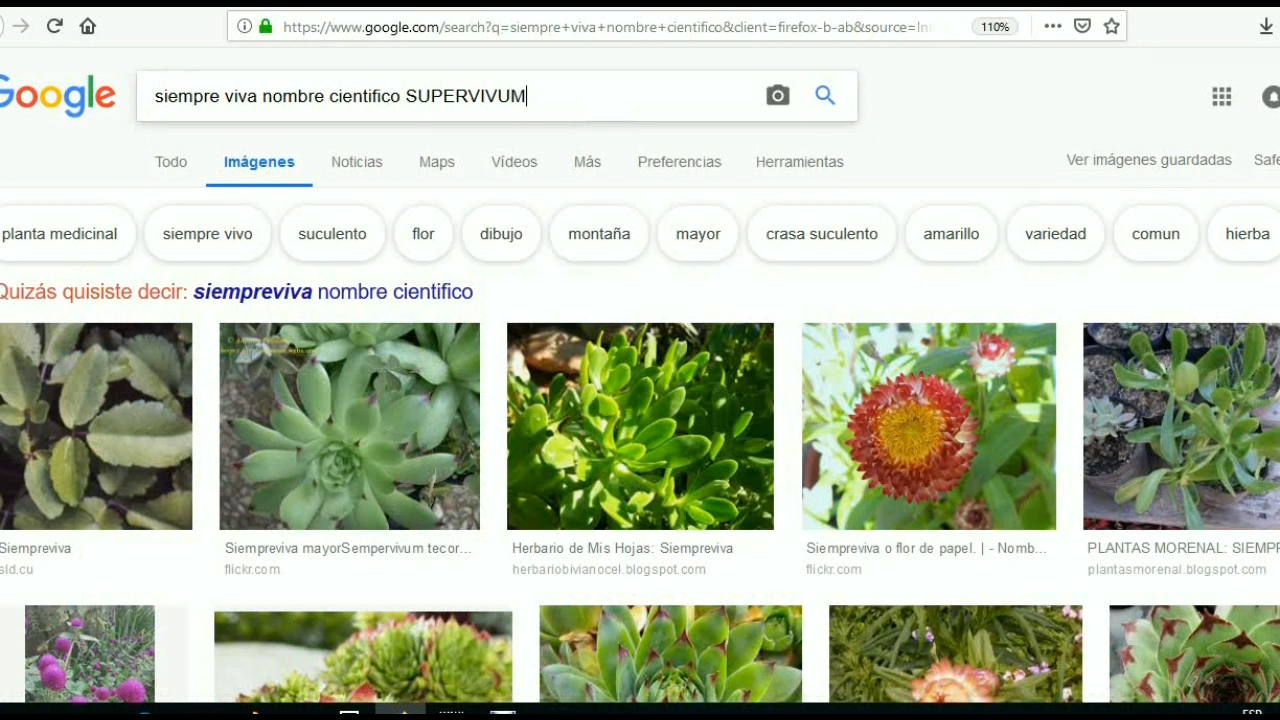 https://www.google.com/search?q=siempre+viva+nombre+cientifico&client=firefox-b-ab&source=ln
110%
Google
siempre viva nombre cientifico SUPERVIVUM
Todo
Imágenes
Noticias
Maps
Vídeos
Más
Preferencias
Herramientas
Ver imágenes guardadas
Safe
planta medicinal
siempre vivo
suculento
flor
dibujo
montaña
mayor
crasa suculento
amarillo
variedad
comun
hierba
Quizás quisiste decir: siempreviva nombre cientifico
Siempreviva
sld.cu
Siempreviva mayorSempervivum tecor...
flickr.com
Herbario de Mis Hojas: Siempreviva
herbariobivianocel.blogspot.com
Siempreviva o flor de papel. | - Nomb...
flickr.com
PLANTAS MORENAL: SIEMP
plantasmorenal.blogspot.com